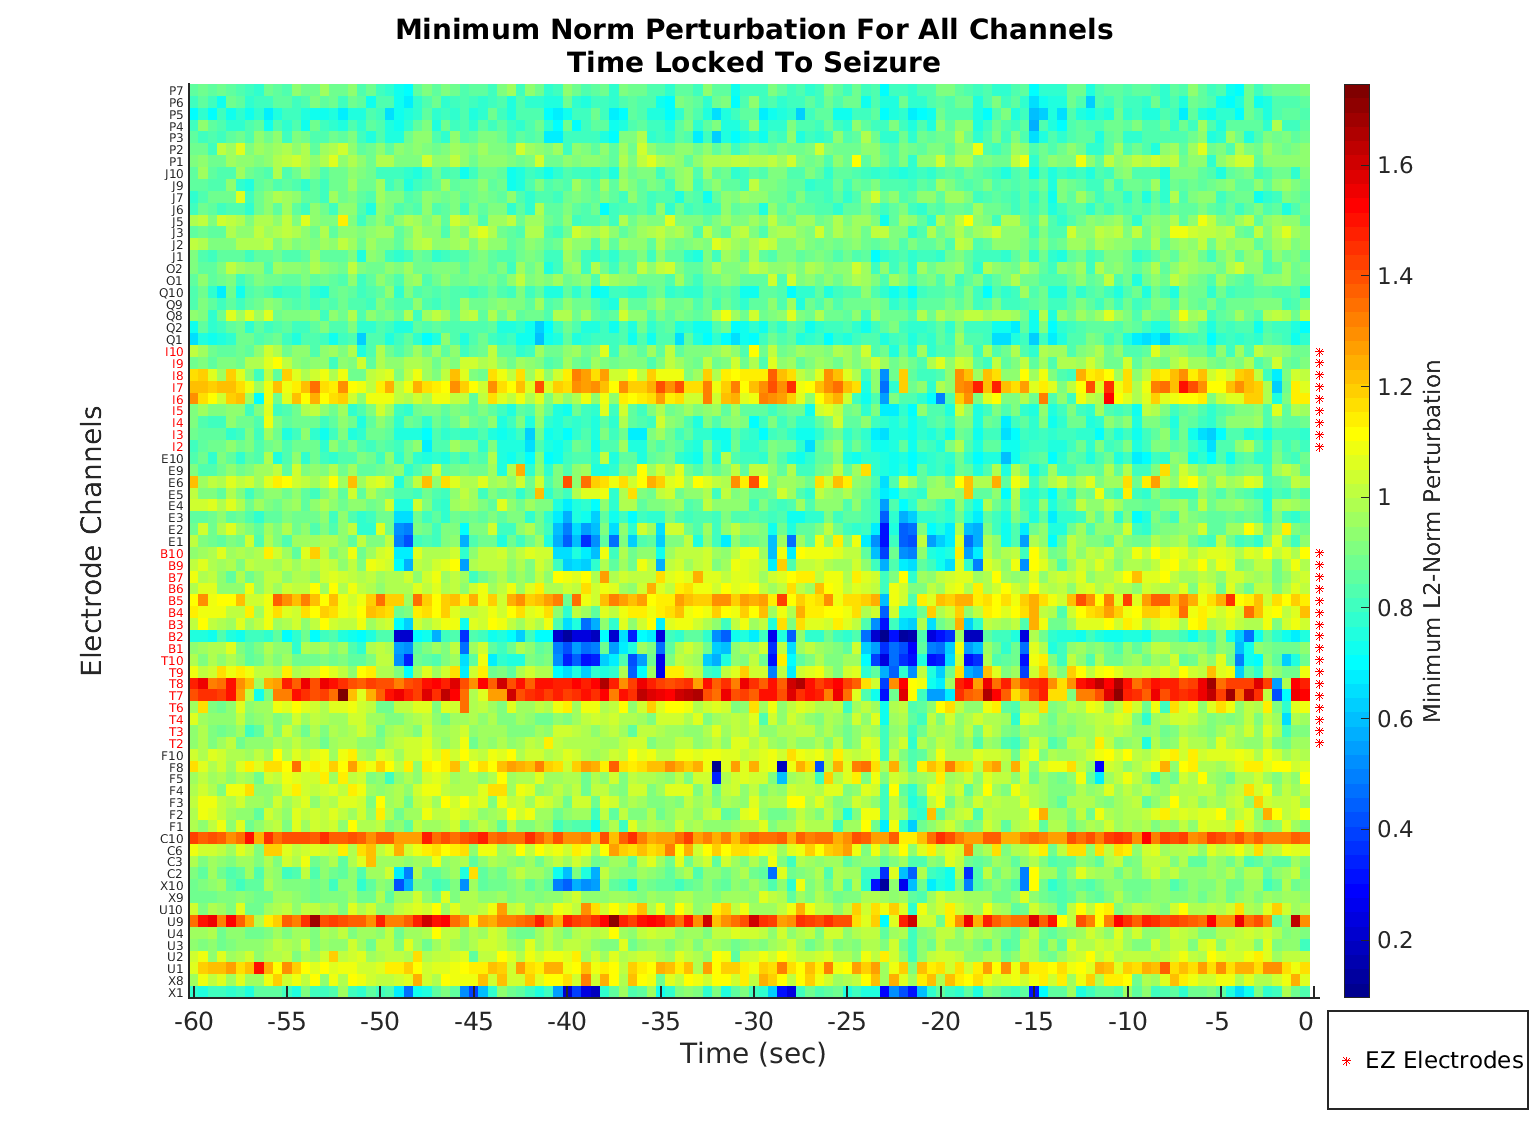 Minimum Norm Perturbation For All Channels
Time Locked To Seizure
Electrode Channels
P7
P6
P5
P4
P3
P2
P1
J10
J9
J7
J6
J5
J3
J2
J1
O2
O1
Q10
Q9
Q8
Q2
Q1
I10
I9
I8
I7
I6
I5
I4
I3
I2
E10
E9
E6
E5
E4
E3
E2
E1
B10
B9
B7
B6
B5
B4
B3
B2
B1
T10
T9
T8
T7
T6
T4
T3
T2
F10
F8
F5
F4
F3
F2
F1
C10
C6
C3
C2
X10
X9
U10
U9
U4
U3
U2
U1
X8
X1
-60 -55 -50 -45 -40 -35 -30 -25 -20 -15 -10 -5 0
Time (sec)
1.6
1.4
1.2
1
0.8
0.6
0.4
0.2
Minimum L2-Norm Perturbation
* EZ Electrodes